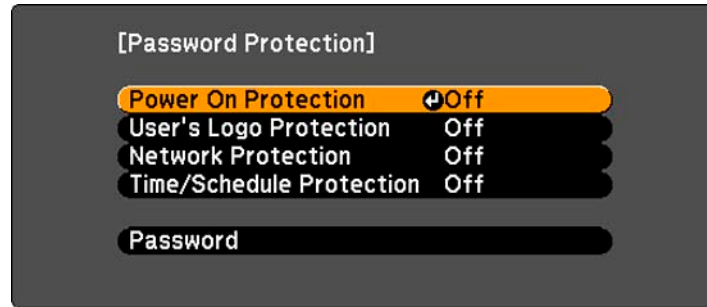 [Password Protection]
Power On Protection Off
User's Logo Protection Off
Network Protection Off
Time/Schedule Protection Off
Password